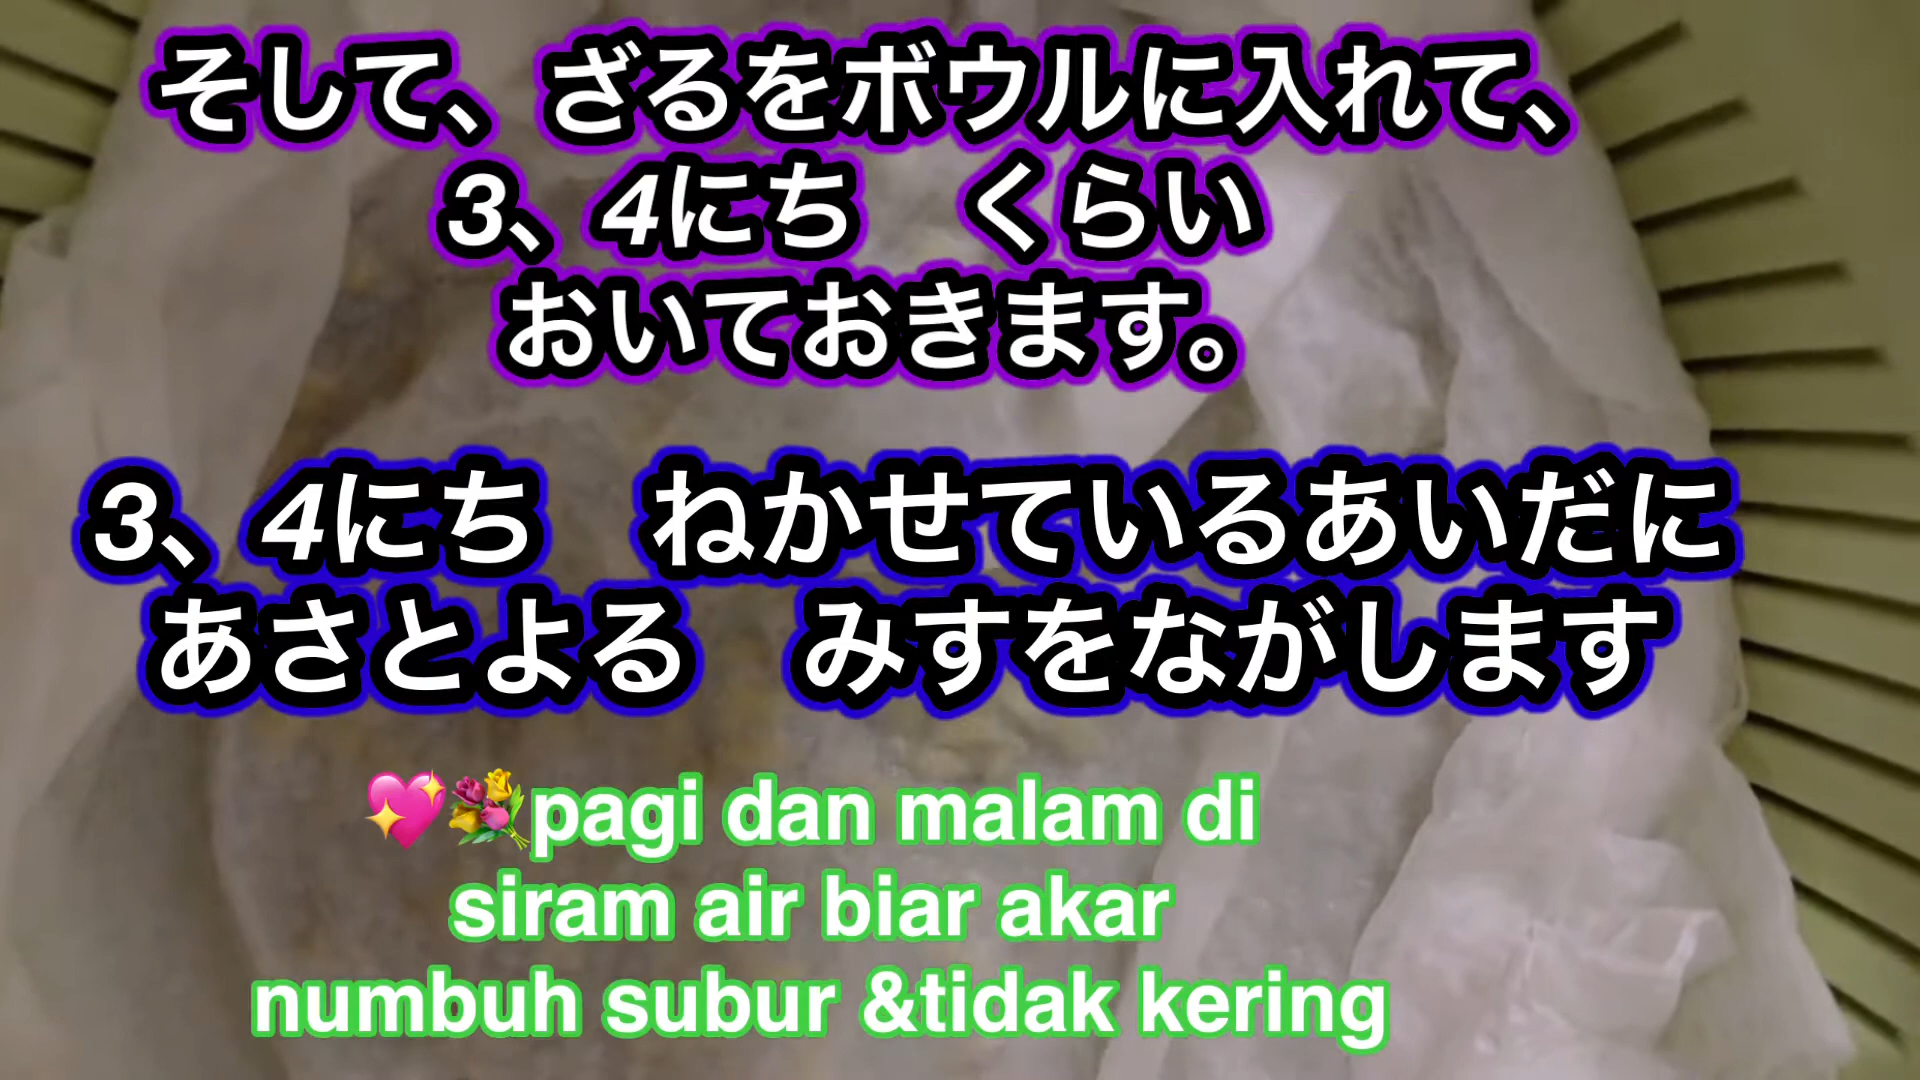 そして、ざるをボウルに入れて、
3、4にち　くらい
おいておきます。
3、4にち　ねかせているあいだに
あさとよる　みすをながします
💖💐pagi dan malam di
siram air biar akar
numbuh subur &tidak kering